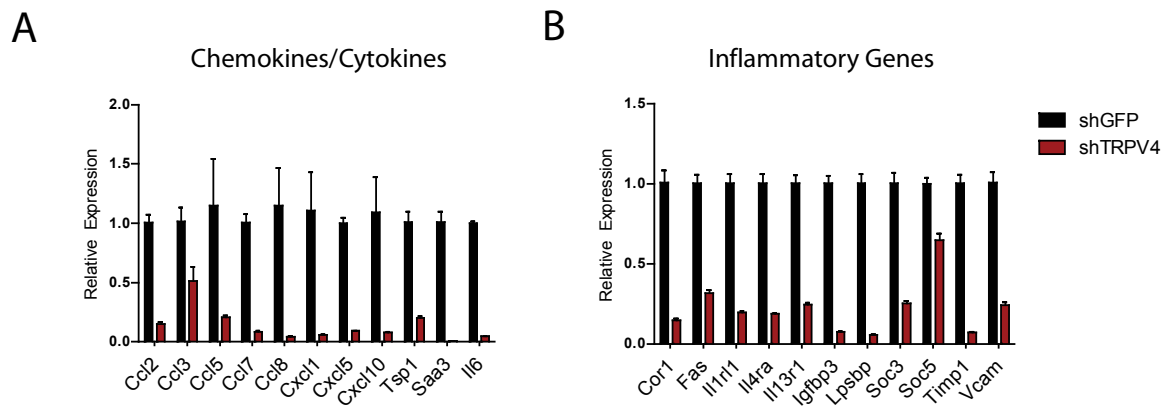 A
Chemokines/Cytokines
Relative Expression
2.0
1.5
1.0
0.5
0.0
Ccl2 Ccl3 Ccl5 Ccl7 Ccl8 Cxcl1 Cxcl5 Cxcl10 Tsp1 Saa3 Il6
B
Inflammatory Genes
Relative Expression
1.5
1.0
0.5
0.0
Cor1 Fas Il1rl1 Il4ra Il13r1 Igfbp3 Lpsbp Soc3 Soc5 Timp1 Vcam
shGFP
shTRPV4